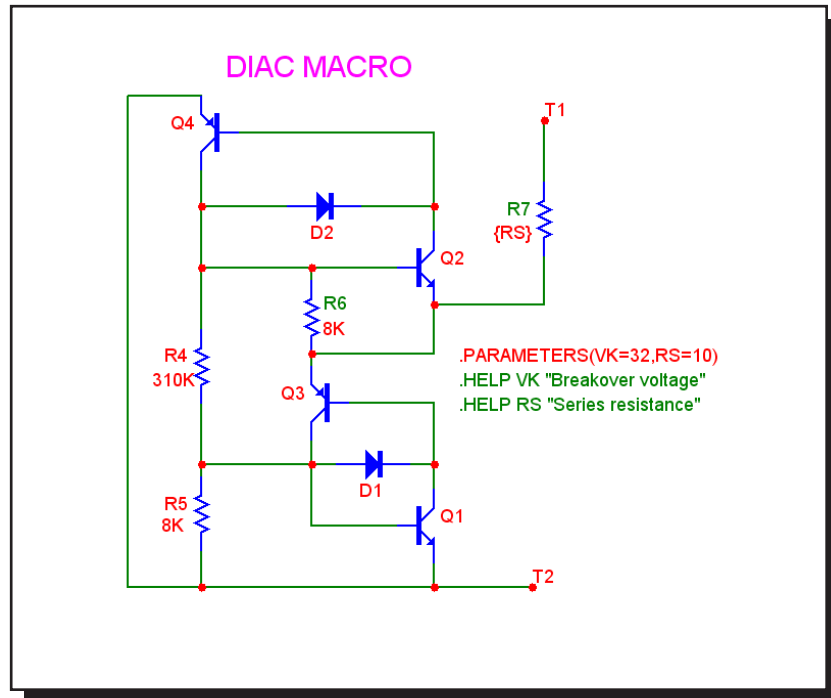 DIAC MACRO
T1
Q4
R7
{RS}
D2
Q2
R6
8K
R4
310K
.PARAMETERS(VK=32,RS=10)
.HELP VK "Breakover voltage"
.HELP RS "Series resistance"
Q3
D1
R5
8K
Q1
T2